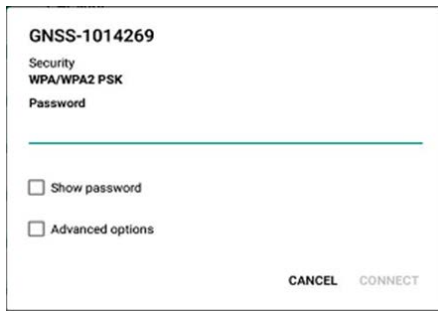 GNSS-1014269
Security
WPA/WPA2 PSK
Password
Show password
Advanced options
CANCEL CONNECT